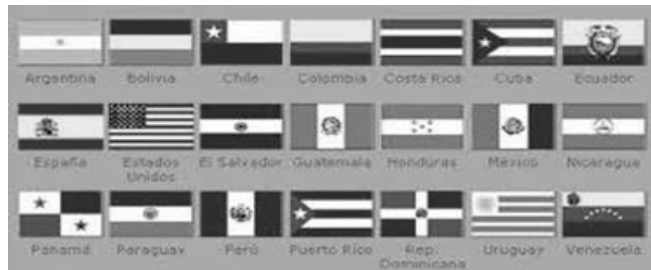 Argentina Bolivia Chile Colombia Costa Rica Cuba Ecuador
España Estados Unidos El Salvador Guatemala Honduras México Nicaragua
Panamá Paraguay Perú Puerto Rico Rep. Dominicana Uruguay Venezuela